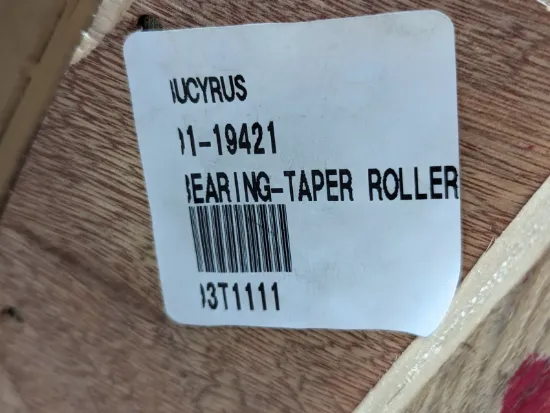 UCYRUS
1-19421
EARING-TAPER ROLLER
3T1111